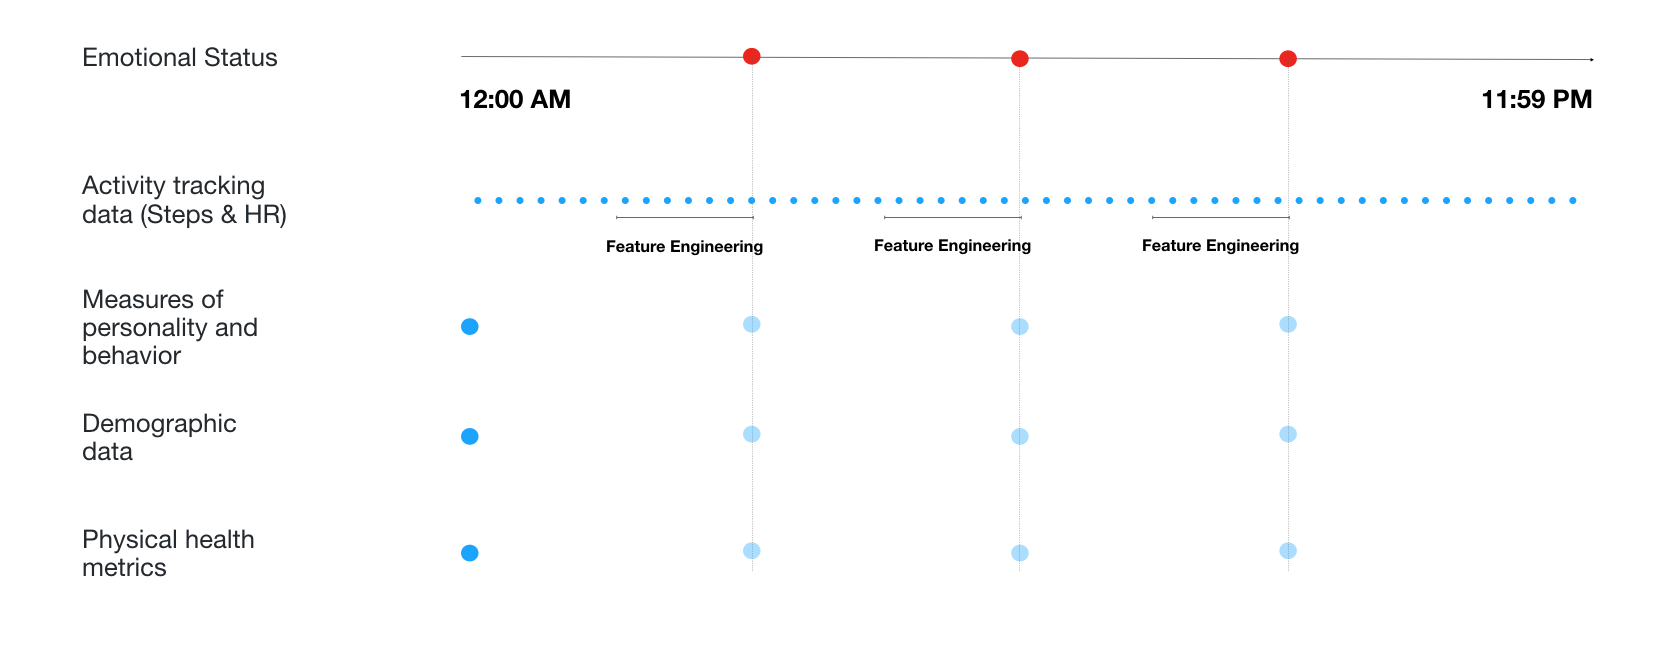 Emotional Status
12:00 AM
11:59 PM
Activity tracking
data (Steps & HR)
Feature Engineering
Feature Engineering
Feature Engineering
Measures of
personality and
behavior
Demographic
data
Physical health
metrics